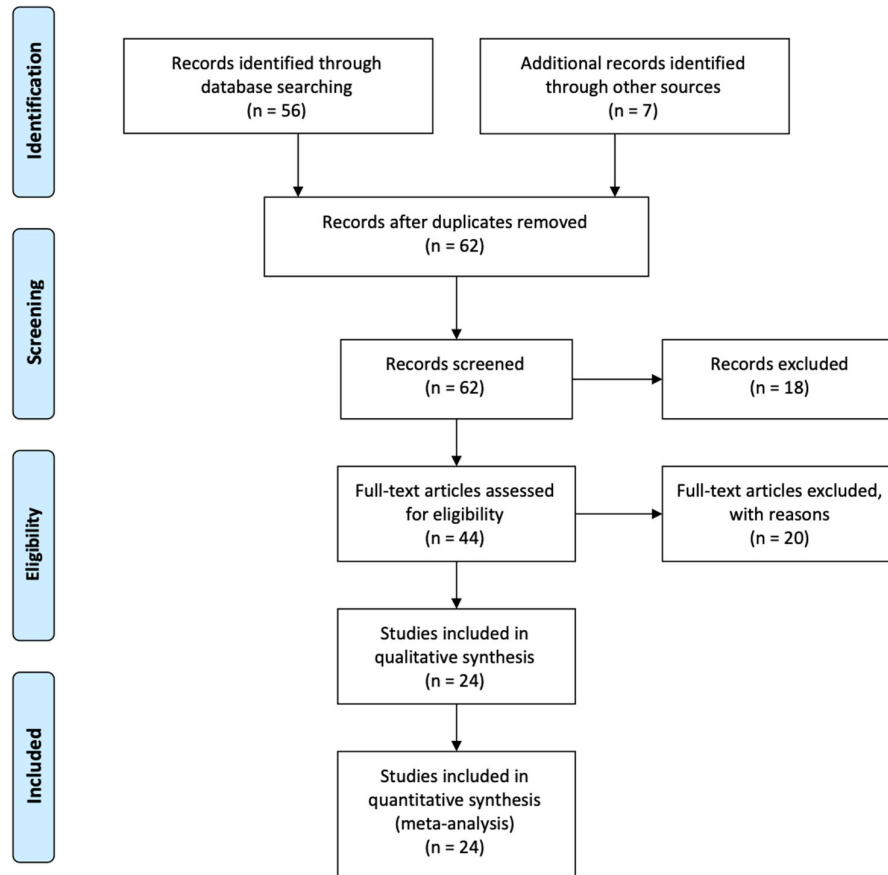 Identification
Records identified through
database searching
(n = 56)
Additional records identified
through other sources
(n = 7)
Records after duplicates removed
(n = 62)
Screening
Records screened
(n = 62)
Records excluded
(n = 18)
Eligibility
Full-text articles assessed
for eligibility
(n = 44)
Full-text articles excluded,
with reasons
(n = 20)
Studies included in
qualitative synthesis
(n = 24)
Included
Studies included in
quantitative synthesis
(meta-analysis)
(n = 24)